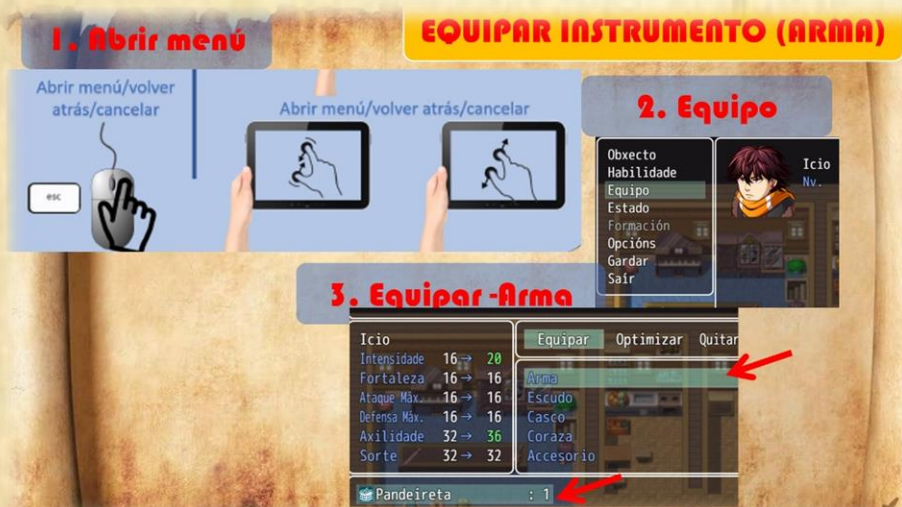 EQUIPAR INSTRUMENTO (ARMA)
1. Abrir menú
Abrir menú/volver
atrás/cancelar
esc
Abrir menú/volver atrás/cancelar
2. Equipo
Obxecto
Habilidade
Equipo
Estado
Formación
Opcións
Gardar
Saír
Icio
Nv.
3. Equipar -Arma
Icio
Intensidade 16 → 20
Fortaleza 16 → 16
Ataque Máx. 16 → 16
Defensa Máx. 16 → 16
Axilidade 32 → 36
Sorte 32 → 32
Equipar Optimizar Quitar
Arma
Escudo
Casco
Coraza
Accesorio
Pandeireta : 1